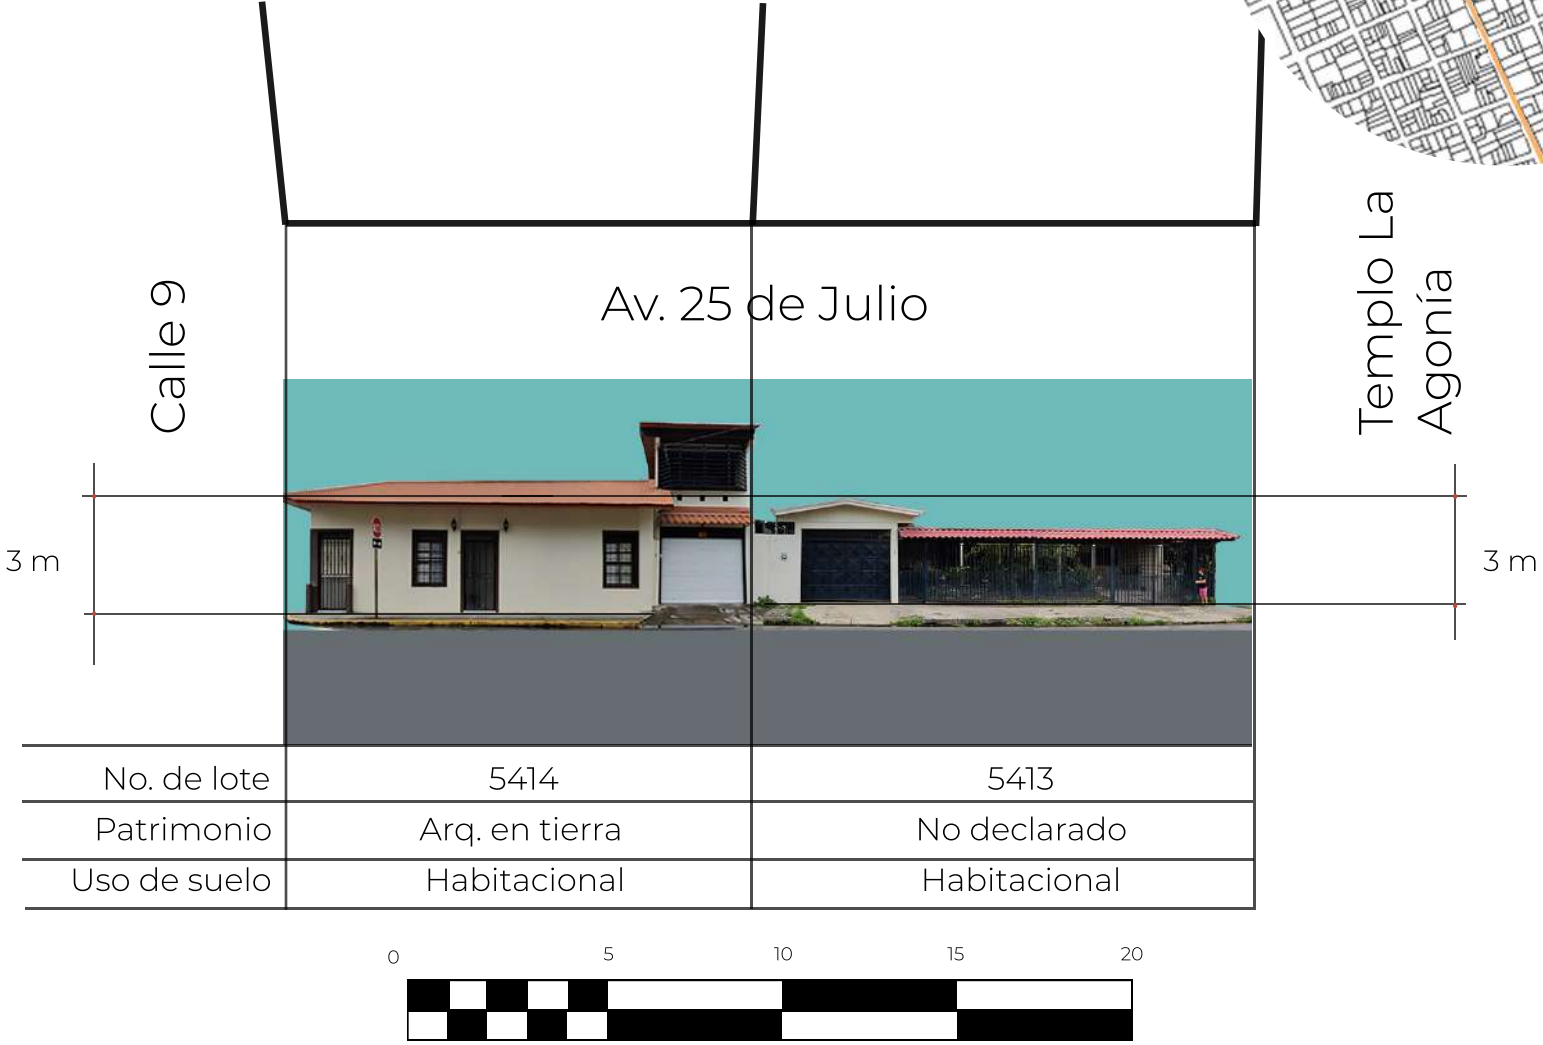 Calle 9
Av. 25 de Julio
Templo La
Agonía
3 m
3 m
No. de lote 5414 5413
Patrimonio Arq. en tierra No declarado
Uso de suelo Habitacional Habitacional
0 5 10 15 20